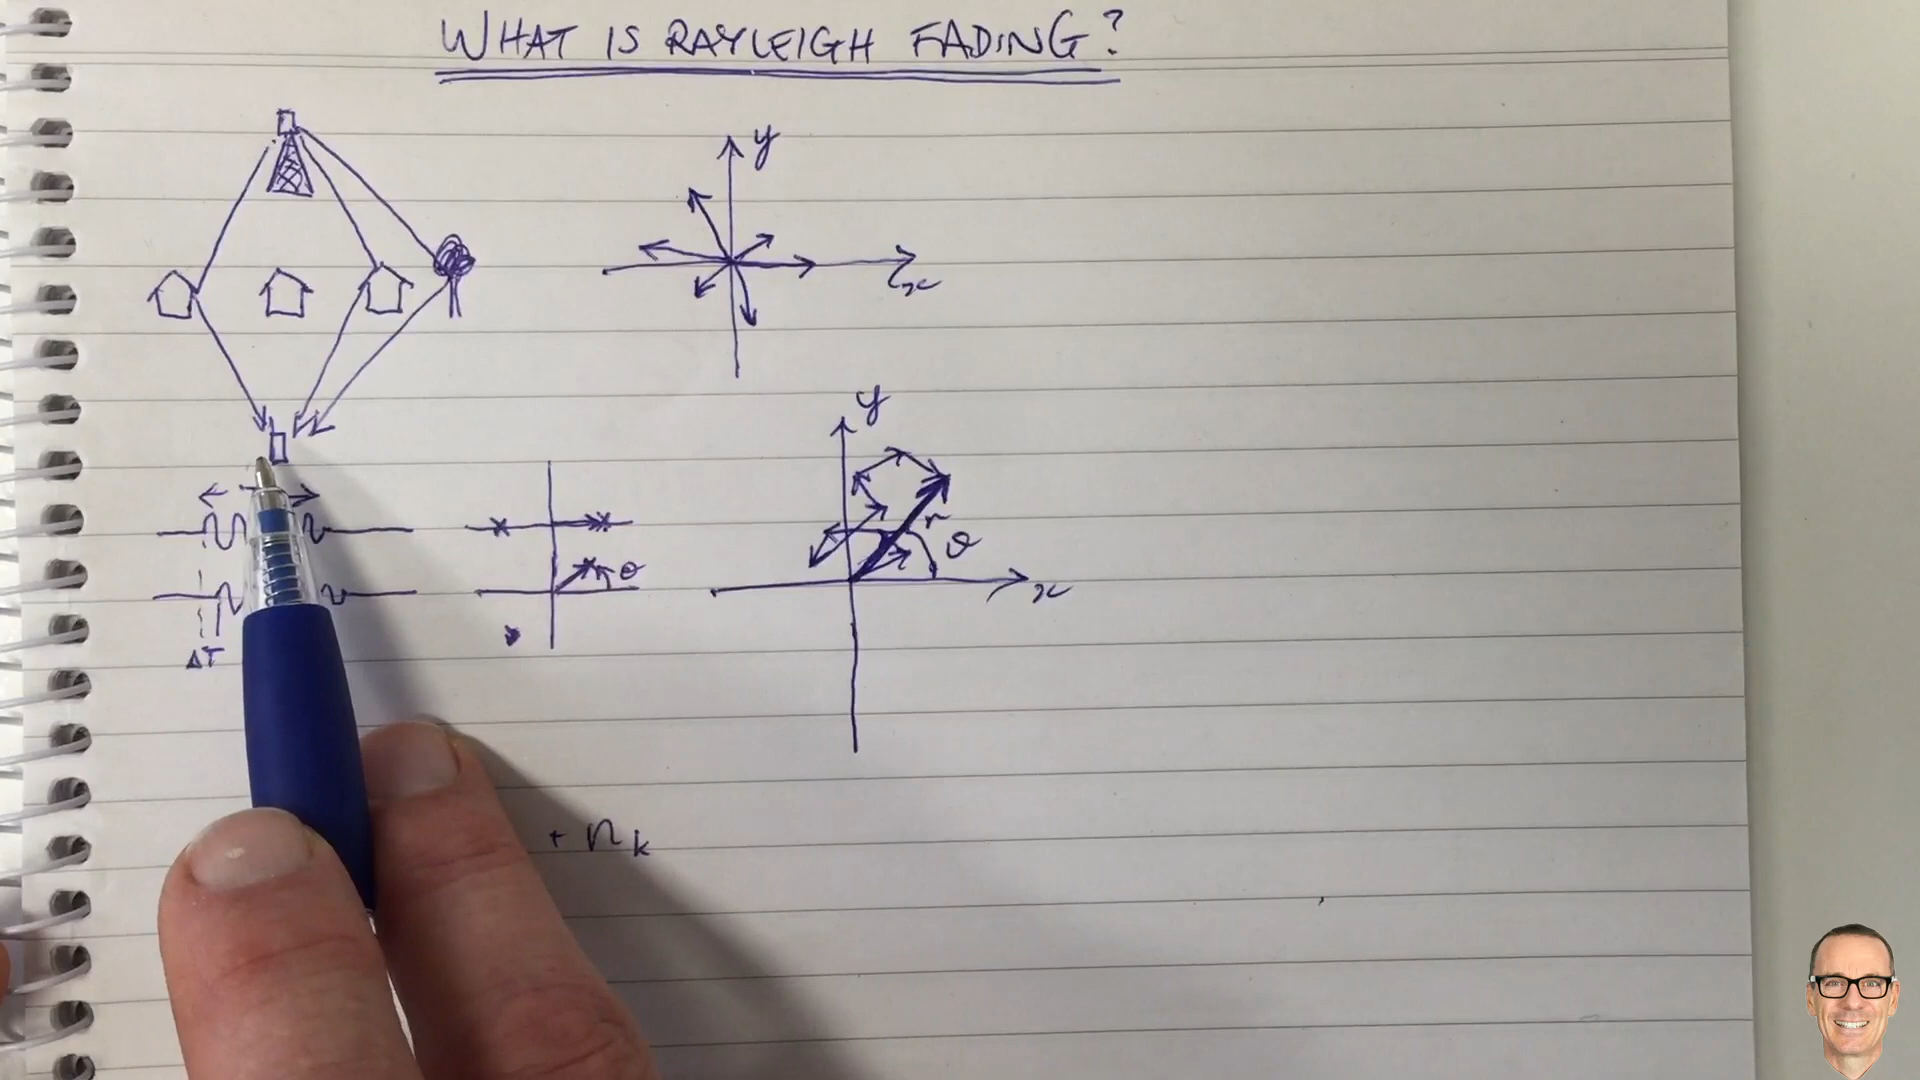 WHAT IS RAYLEIGH FADING?
y
x
y
r
θ
x
θ
ΔT
+ n_k